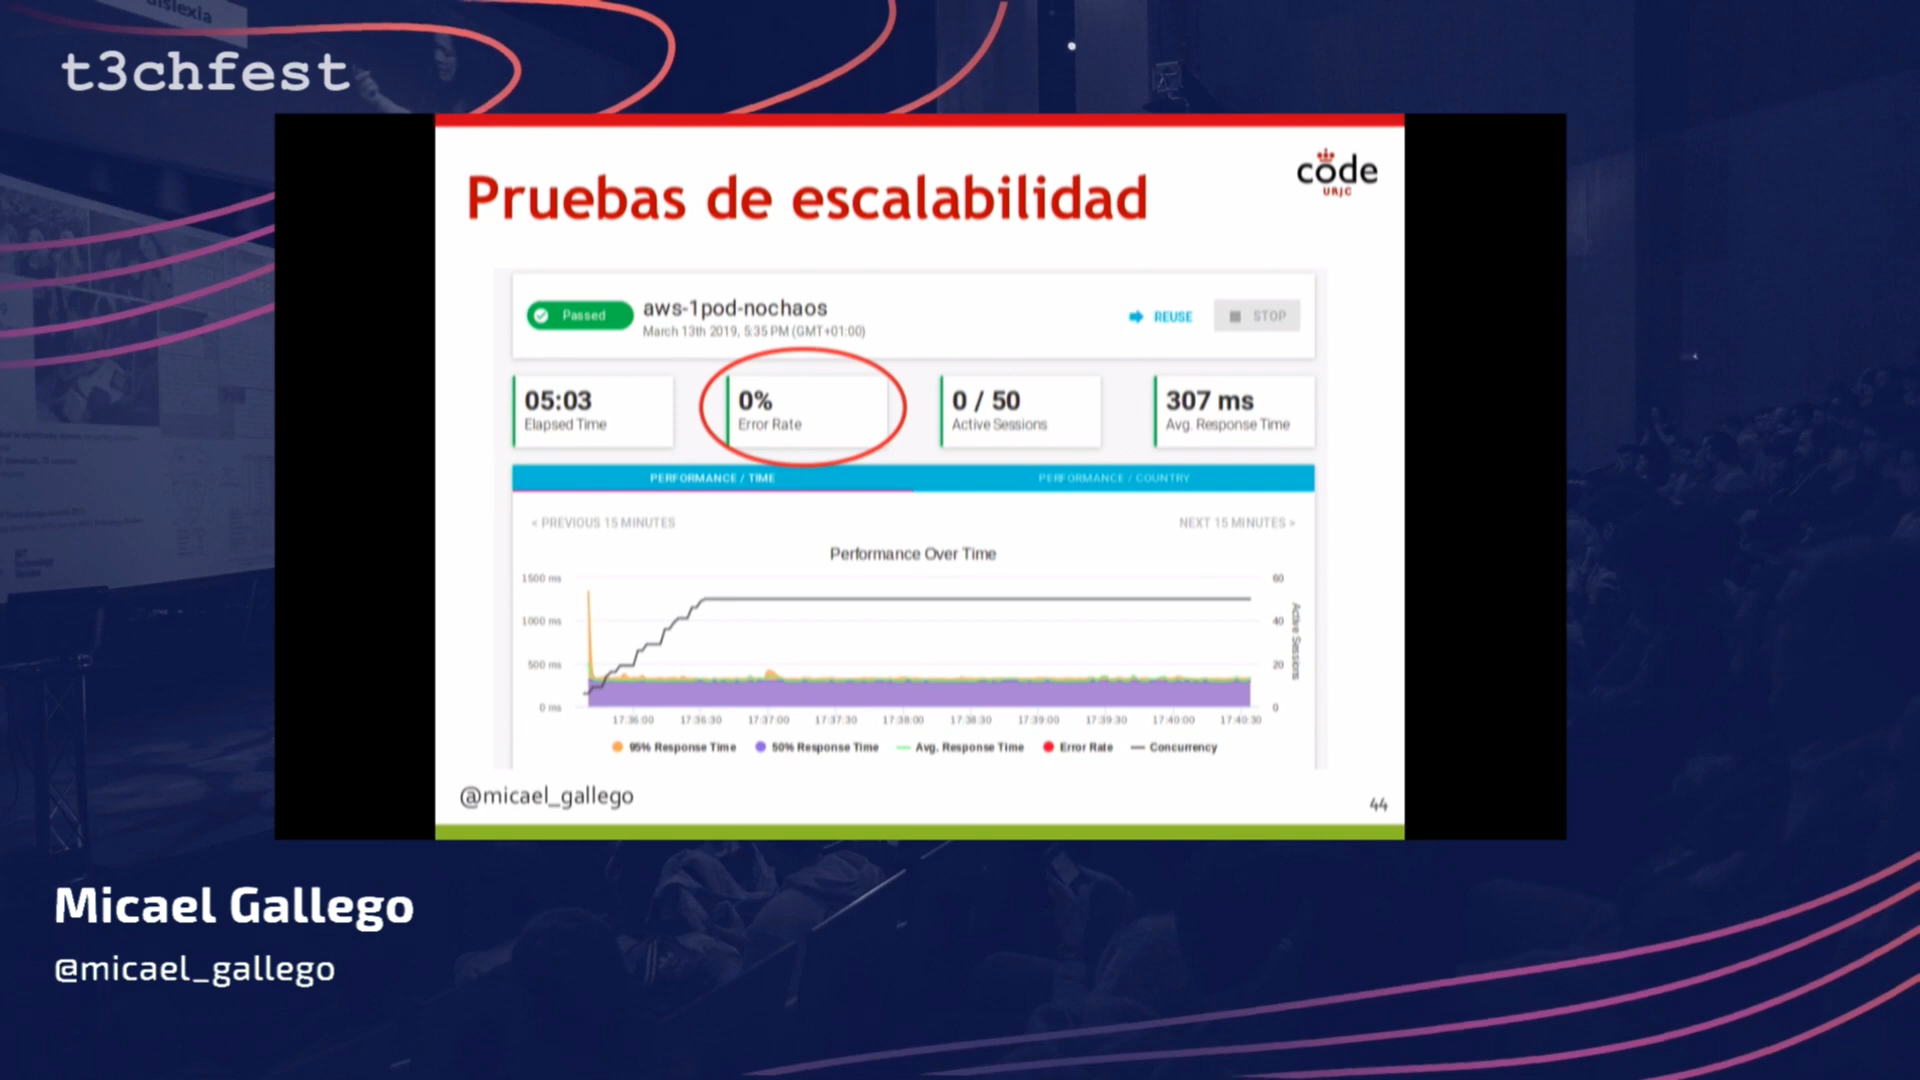 dislexia
t3chfest
Pruebas de escalabilidad
code
URJC
Passed
aws-1pod-nochaos
March 13th 2019, 5:35 PM (GMT+01:00)
REUSE
STOP
05:03
Elapsed Time
0%
Error Rate
0 / 50
Active Sessions
307 ms
Avg. Response Time
PERFORMANCE / TIME
PERFORMANCE / COUNTRY
< PREVIOUS 15 MINUTES
NEXT 15 MINUTES >
Performance Over Time
1500 ms
1000 ms
500 ms
0 ms
60
40
20
0
Active Sessions
17:36:00 17:36:30 17:37:00 17:37:30 17:38:00 17:38:30 17:39:00 17:39:30 17:40:00 17:40:30
95% Response Time 50% Response Time Avg. Response Time Error Rate Concurrency
@micael_gallego
44
Micael Gallego
@micael_gallego